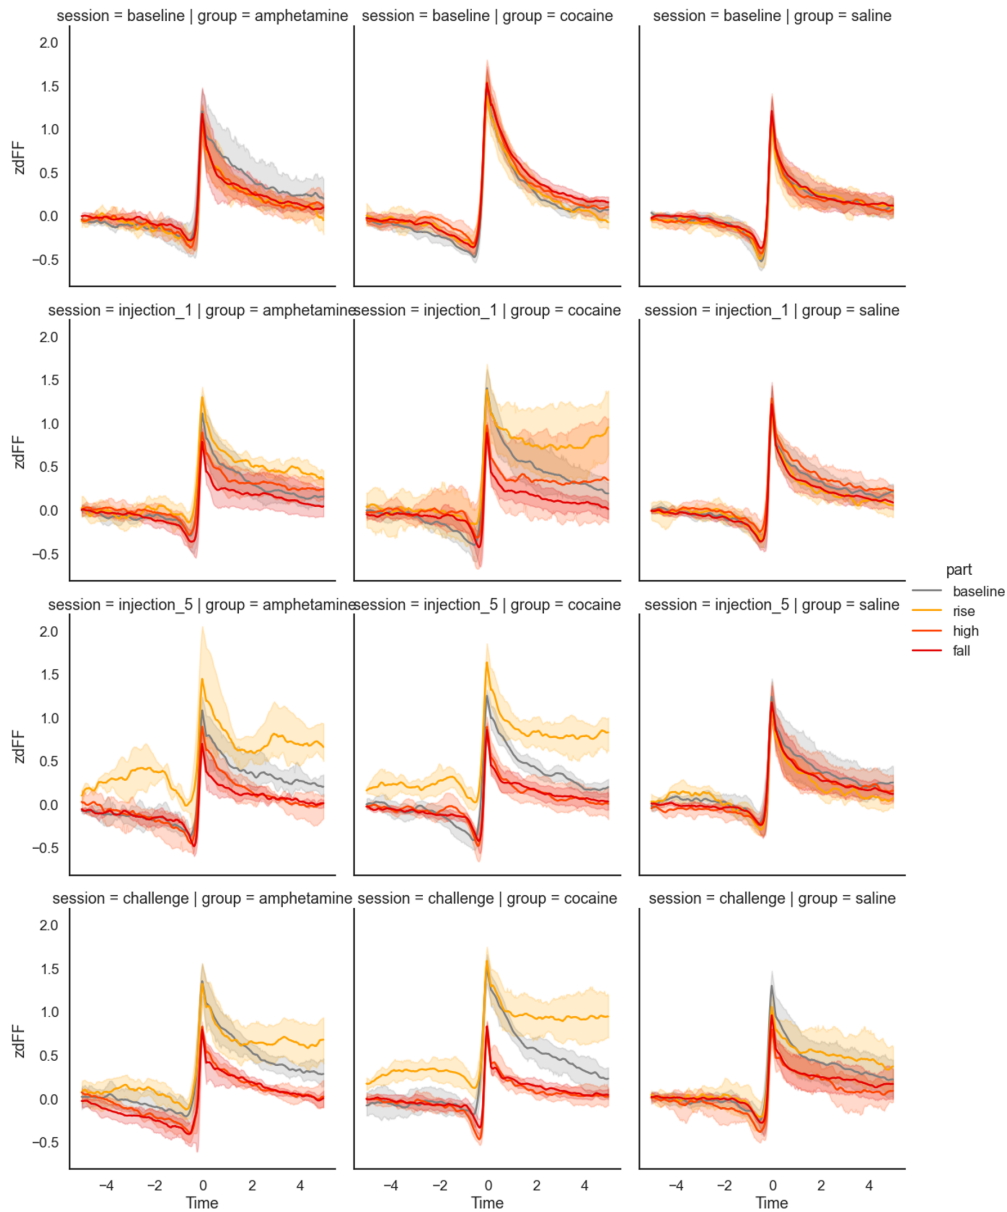 session = baseline | group = amphetamine
session = baseline | group = cocaine
session = baseline | group = saline
2.0
1.5
1.0
0.5
0.0
−0.5
zdFF
session = injection_1 | group = amphetamine
session = injection_1 | group = cocaine
session = injection_1 | group = saline
2.0
1.5
1.0
0.5
0.0
−0.5
zdFF
part
baseline
rise
high
fall
session = injection_5 | group = amphetamine
session = injection_5 | group = cocaine
session = injection_5 | group = saline
2.0
1.5
1.0
0.5
0.0
−0.5
zdFF
session = challenge | group = amphetamine
session = challenge | group = cocaine
session = challenge | group = saline
2.0
1.5
1.0
0.5
0.0
−0.5
zdFF
−4 −2 0 2 4
Time
−4 −2 0 2 4
Time
−4 −2 0 2 4
Time